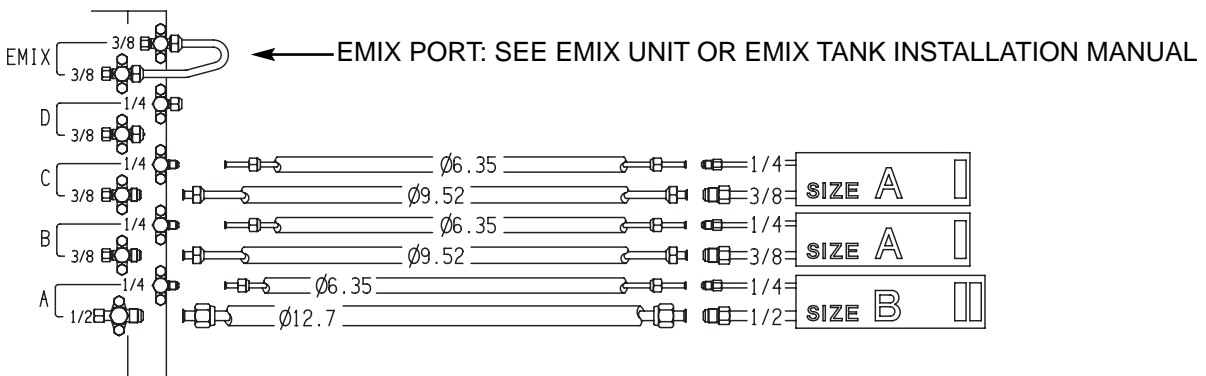 EMIX PORT: SEE EMIX UNIT OR EMIX TANK INSTALLATION MANUAL
EMIX
3/8
3/8
D
1/4
3/8
C
1/4
3/8
Ø6.35
Ø9.52
1/4
3/8
SIZE A
B
1/4
3/8
Ø6.35
Ø9.52
1/4
3/8
SIZE A
A
1/4
1/2
Ø6.35
Ø12.7
1/4
1/2
SIZE B